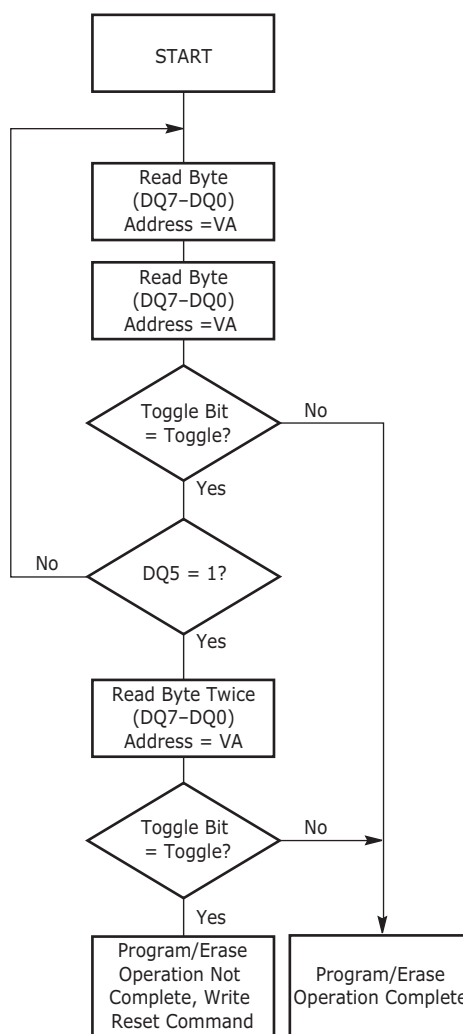 START
Read Byte
(DQ7–DQ0)
Address =VA
Read Byte
(DQ7–DQ0)
Address =VA
Toggle Bit
= Toggle?
No
Yes
No
DQ5 = 1?
Yes
Read Byte Twice
(DQ7–DQ0)
Address = VA
Toggle Bit
= Toggle?
No
Yes
Program/Erase
Operation Not
Complete, Write
Reset Command
Program/Erase
Operation Complete